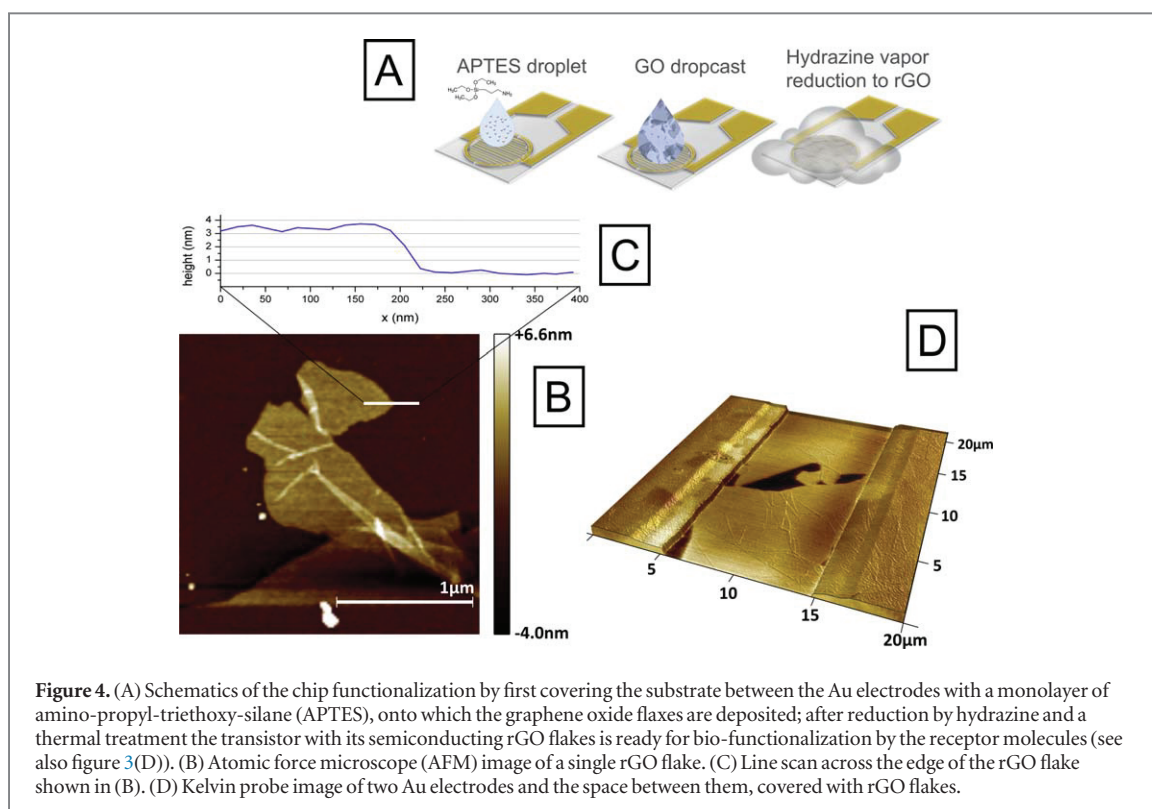 A
APTES droplet
GO dropcast
Hydrazine vapor
reduction to rGO
C
height (nm)
4
3
2
1
0
0
50
100
150
200
250
300
350
400
x (nm)
+6.6nm
-4.0nm
1µm
B
D
20µm
15
10
5
5
10
15
20µm
Figure 4. (A) Schematics of the chip functionalization by first covering the substrate between the Au electrodes with a monolayer of
amino-propyl-triethoxy-silane (APTES), onto which the graphene oxide flaxes are deposited; after reduction by hydrazine and a
thermal treatment the transistor with its semiconducting rGO flakes is ready for bio-functionalization by the receptor molecules (see
also figure 3(D)). (B) Atomic force microscope (AFM) image of a single rGO flake. (C) Line scan across the edge of the rGO flake
shown in (B). (D) Kelvin probe image of two Au electrodes and the space between them, covered with rGO flakes.